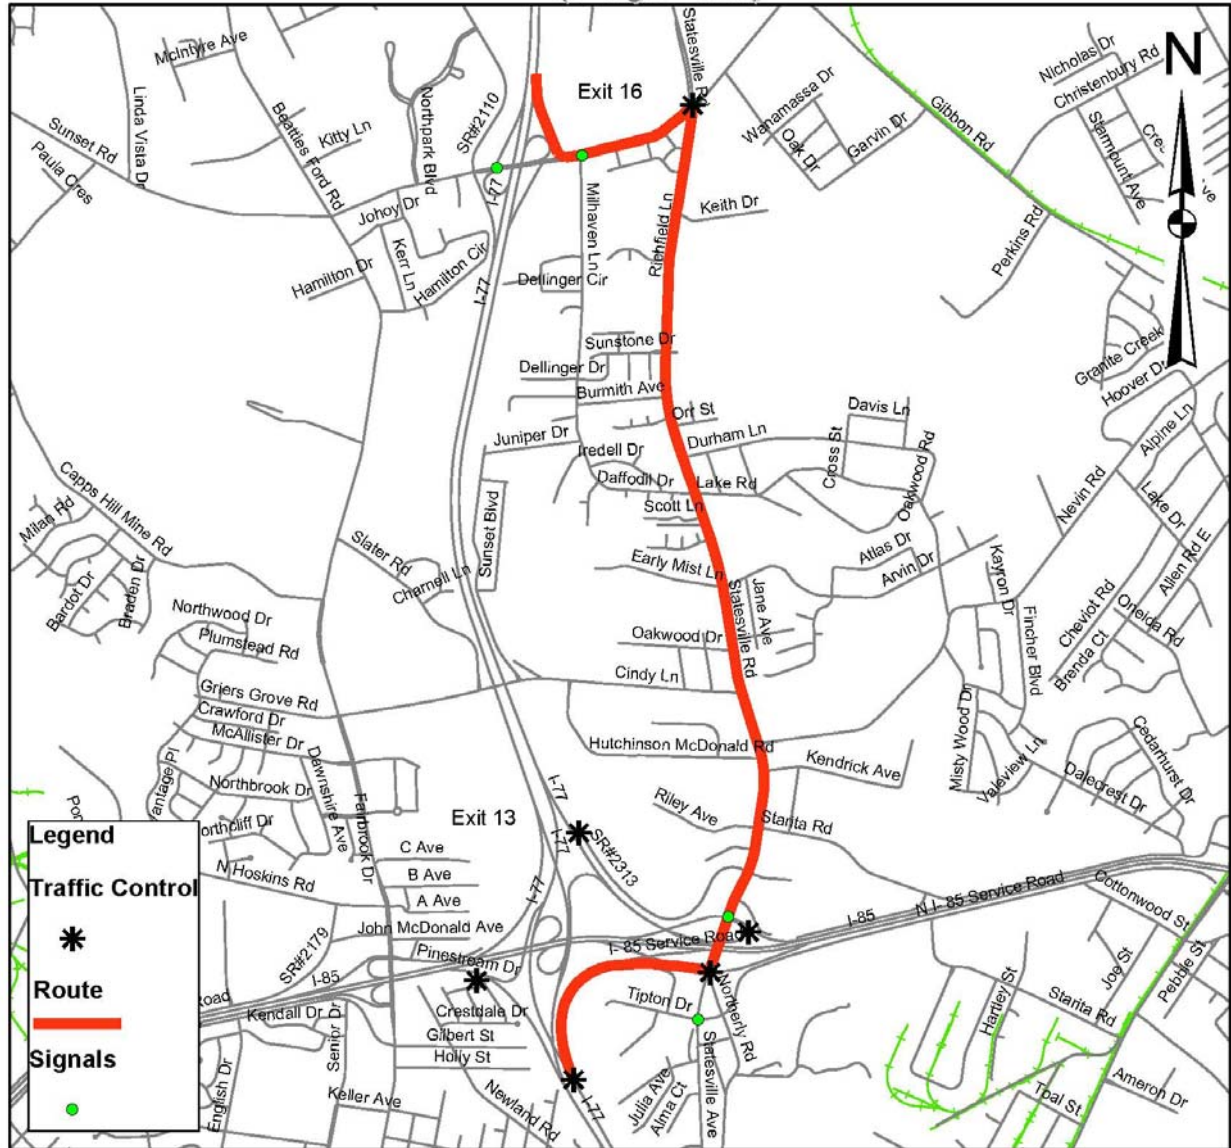 Statesville Rd
Nicholas Dr
Christenbury Rd
N
McIntyre Ave
Exit 16
Wanamassa Dr
Gibbon Rd
Linda Vista Dr
Beatties Ford Rd
Kitty Ln
Northpark Blvd
SR#2110
Oak Dr
Garvin Dr
Starmount Ave
Sunset Rd
Paula Cres
I-77
Johoy Dr
Milhaven Ln
Richfield Ln
Keith Dr
Perkins Rd
Kerr Ln
Hamilton Cir
Hamilton Dr
I-77
Dellinger Cir
Sunstone Dr
Granite Creek
Dellinger Dr
Hoover Dr
Burmith Ave
Davis Ln
Orr St
Alpine Ln
Juniper Dr
Durham Ln
Cross St
Oakwood Rd
Iredell Dr
Capps Hill Mine Rd
Daffodil Dr
Lake Rd
Nevin Rd
Lake Dr
Milan Rd
Sunset Blvd
Scott Ln
Slater Rd
Atlas Dr
Allen Rd E
Charnell Ln
Early Mist Ln
Arvin Dr
Kayron Dr
Bardot Dr
Braden Dr
Northwood Dr
Statesville Rd
Jane Ave
Fincher Blvd
Cheviot Rd
Oneida Rd
Plumstead Rd
Oakwood Dr
Brenda Ct
Cindy Ln
Griers Grove Rd
Crawford Dr
Misty Wood Dr
McAllister Dr
Hutchinson McDonald Rd
Cedarhurst Dr
Kendrick Ave
Valeview Ln
Dalecrest Dr
Northbrook Dr
Dawnshire Ave
Fairbrook Dr
I-77
Riley Ave
Exit 13
I-77
SR#2313
Starita Rd
Legend
C Ave
B Ave
N Hoskins Rd
A Ave
I-77
Cottonwood St
Traffic Control
John McDonald Ave
N I- 85 Service Road
I-85
I- 85 Service Road
SR#2179
Pinestream Dr
I-85
Joe St
Pebble St
Route
Northerly Rd
Tipton Dr
Hartley St
Starita Rd
Kendall Dr
Senior Dr
Crestdale Dr
Gilbert St
Signals
Holly St
Statesville Ave
English Dr
Keller Ave
Newland Rd
I-77
Julia Ave
Alma Ct
Ameron Dr
Toal St